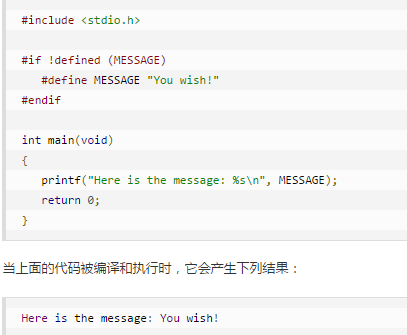 #include <stdio.h>
#if !defined (MESSAGE)
   #define MESSAGE "You wish!"
#endif
int main(void)
{
   printf("Here is the message: %s\n", MESSAGE);
   return 0;
}
当上面的代码被编译和执行时，它会产生下列结果：
Here is the message: You wish!